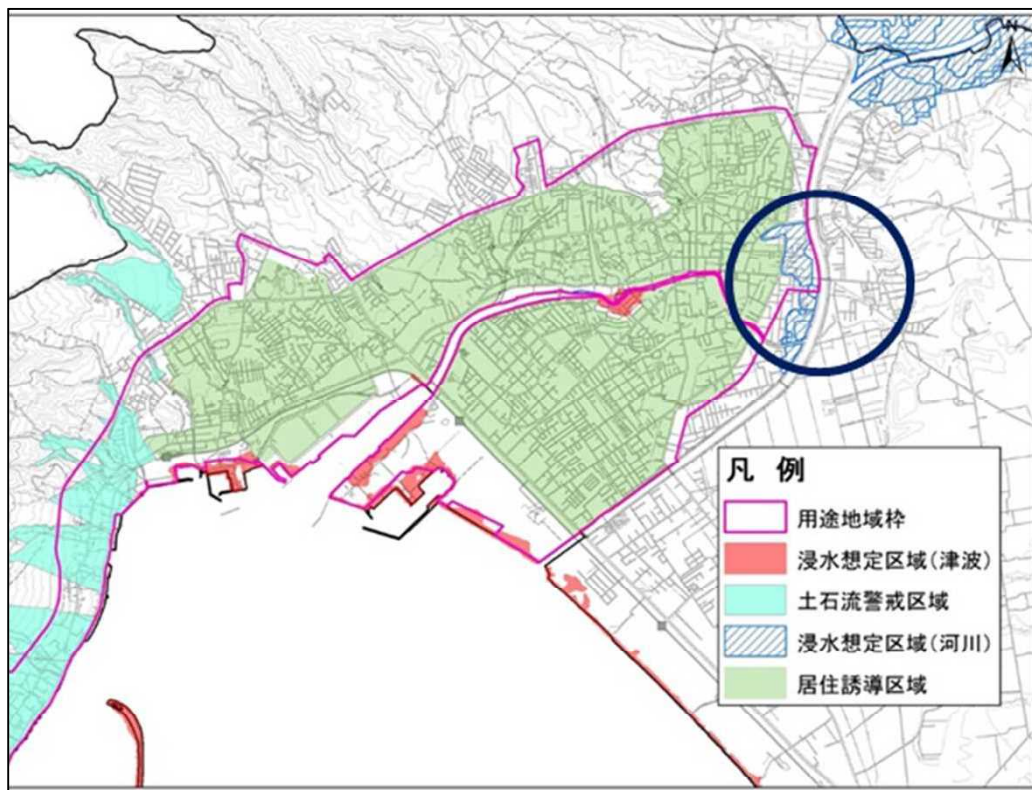 N
凡 例
用途地域枠
浸水想定区域(津波)
土石流警戒区域
浸水想定区域(河川)
居住誘導区域